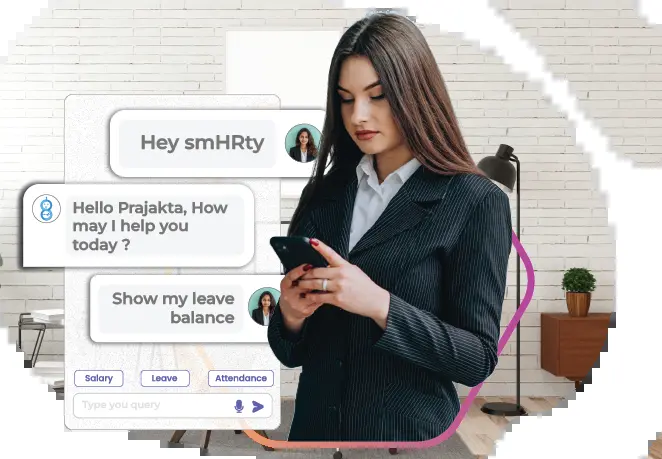 Hey smHRty
Hello Prajakta, How
may I help you
today ?
Show my leave
balance
Salary Leave Attendance
Type you query